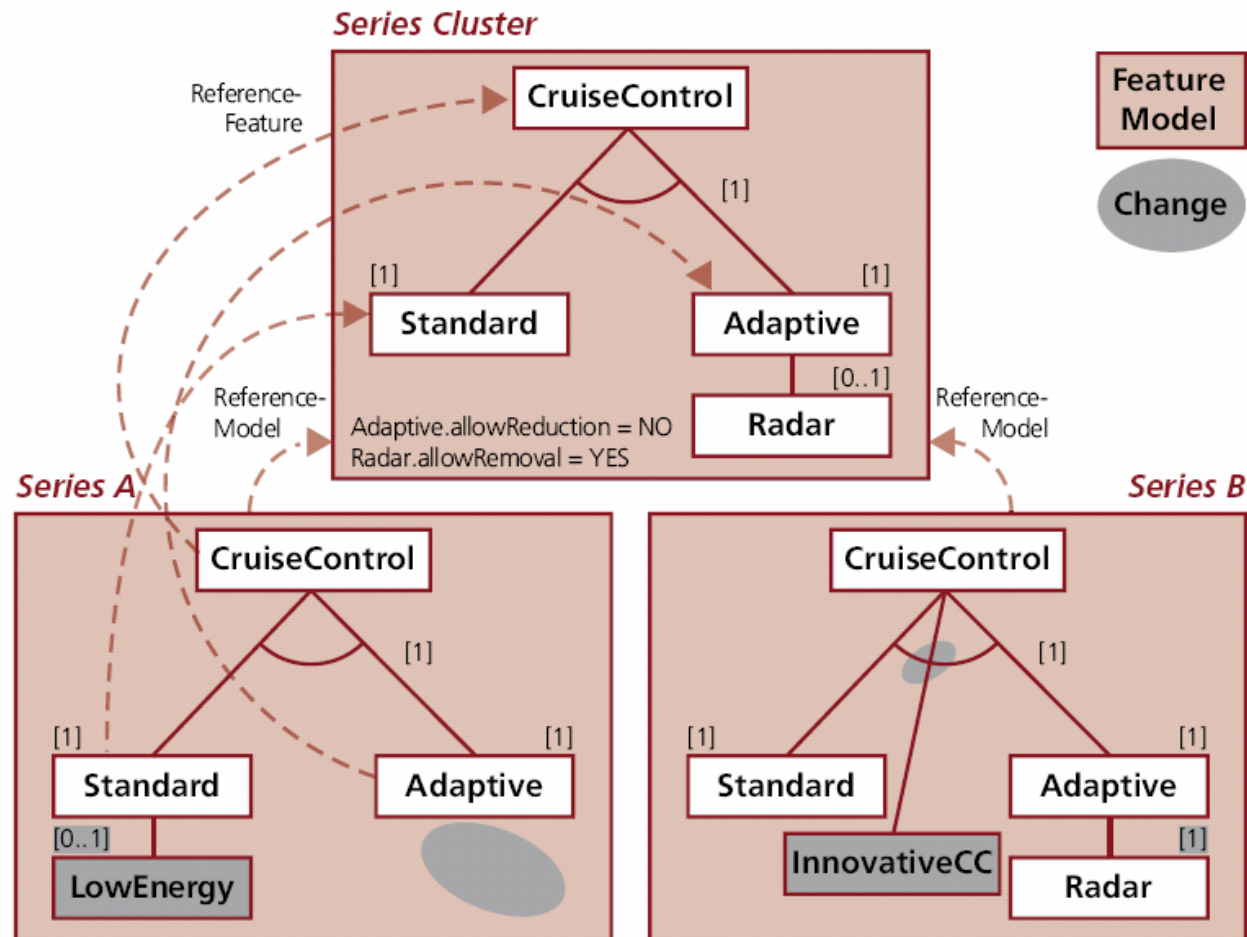 Series Cluster
Reference-
Feature
CruiseControl
[1]
[1]
Standard
[1]
Adaptive
[0..1]
Radar
Adaptive.allowReduction = NO
Radar.allowRemoval = YES
Feature
Model
Change
Reference-
Model
Reference-
Model
Series A
CruiseControl
[1]
[1]
Standard
[1]
Adaptive
[0..1]
LowEnergy
Series B
CruiseControl
[1]
[1]
Standard
[1]
Adaptive
InnovativeCC
[1]
Radar